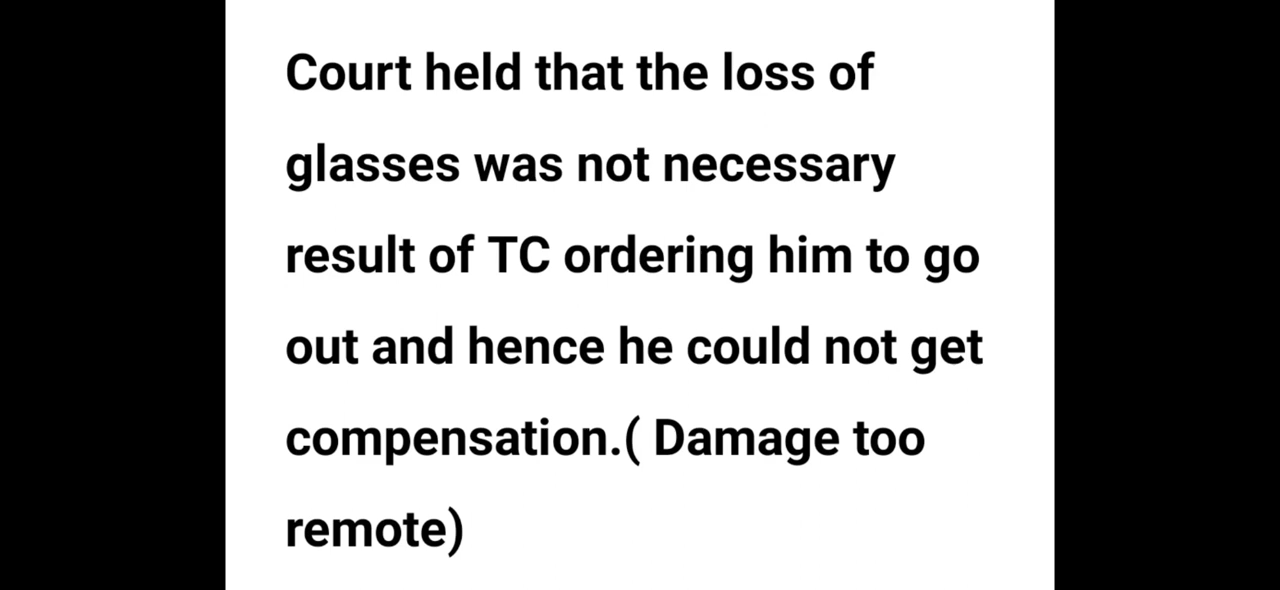 Court held that the loss of
glasses was not necessary
result of TC ordering him to go
out and hence he could not get
compensation.( Damage too
remote)